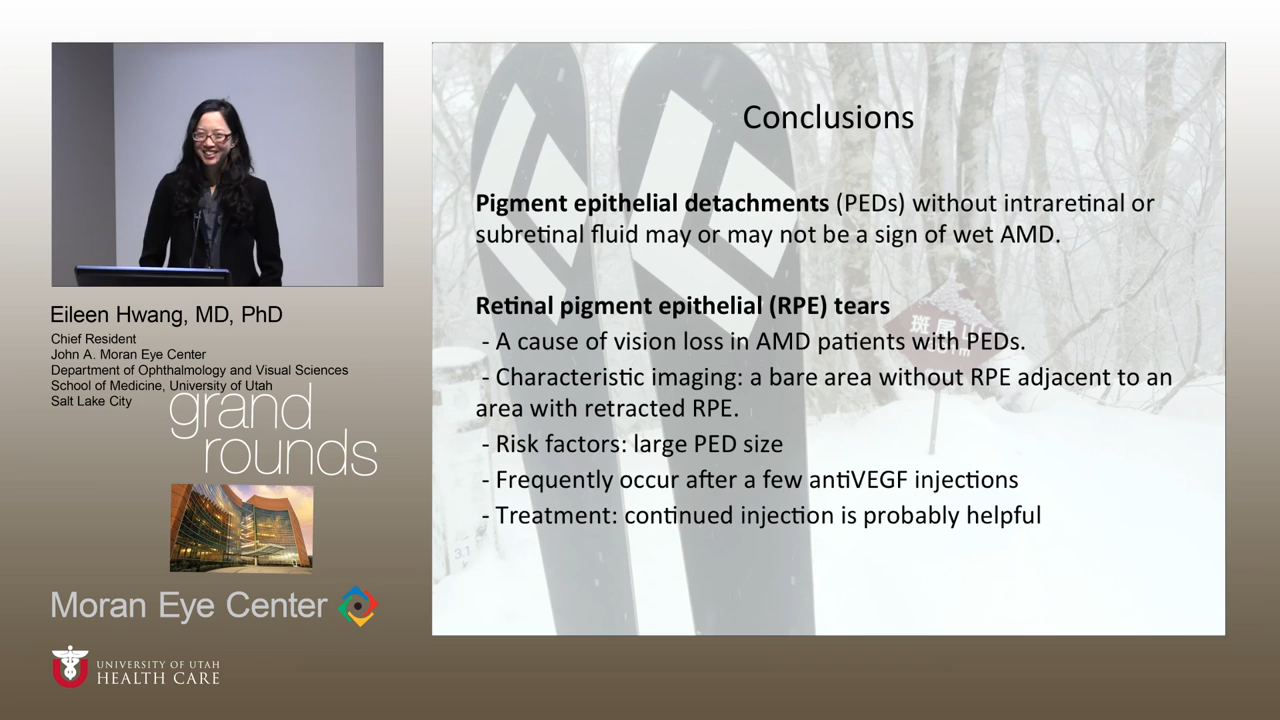 Eileen Hwang, MD, PhD
Chief Resident
John A. Moran Eye Center
Department of Ophthalmology and Visual Sciences
School of Medicine, University of Utah
Salt Lake City
grand
rounds
Moran Eye Center
UNIVERSITY OF UTAH
HEALTH CARE
Conclusions
Pigment epithelial detachments (PEDs) without intraretinal or
subretinal fluid may or may not be a sign of wet AMD.
Retinal pigment epithelial (RPE) tears
- A cause of vision loss in AMD patients with PEDs.
- Characteristic imaging: a bare area without RPE adjacent to an
area with retracted RPE.
- Risk factors: large PED size
- Frequently occur after a few antiVEGF injections
- Treatment: continued injection is probably helpful
斑尾山
3.1